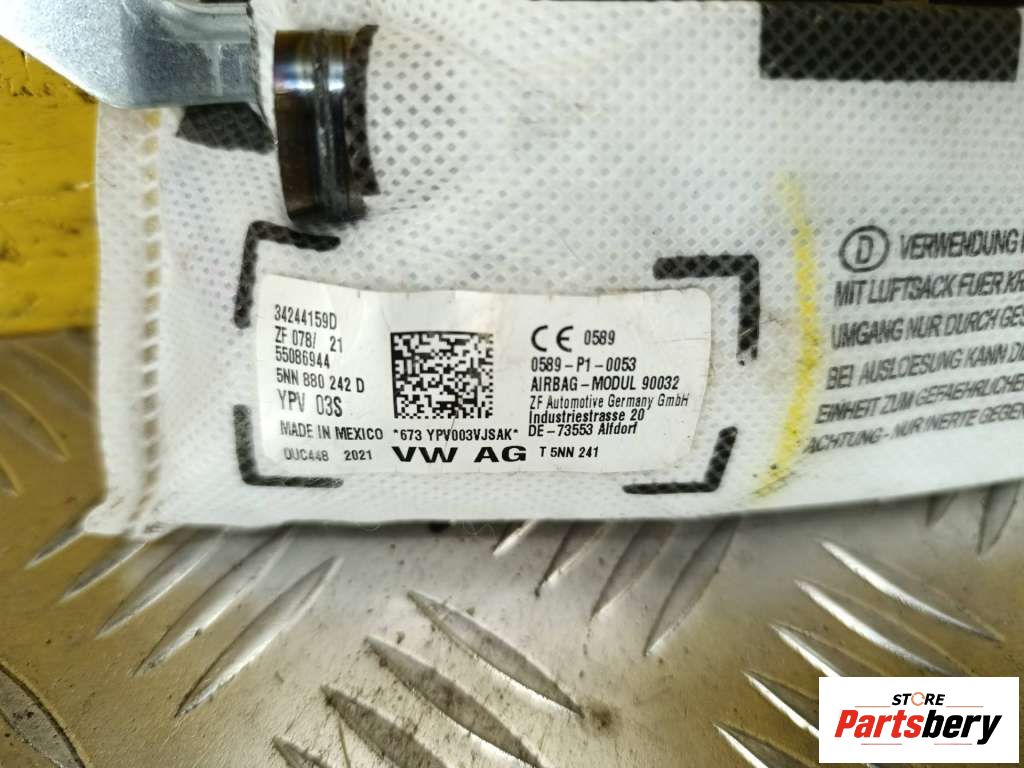 34244159D
ZF 078/ 21
55086944
5NN 880 242 D
YPV 03S
MADE IN MEXICO
DUC448 2021
*673 YPV003VJSAK*
VW AG
CE 0589
0589-P1-0053
AIRBAG-MODUL 90032
ZF Automotive Germany GmbH
Industriestrasse 20
DE-73553 Alfdorf
T 5NN 241
D VERWENDUNG
MIT LUFTSACK FUER
UMGANG NUR DURCH
BEI AUSLOESUNG KANN
EINHEIT ZUM GEFAEHRLICHEN
ACHTUNG - NUR INERTE
STORE
Partsbery